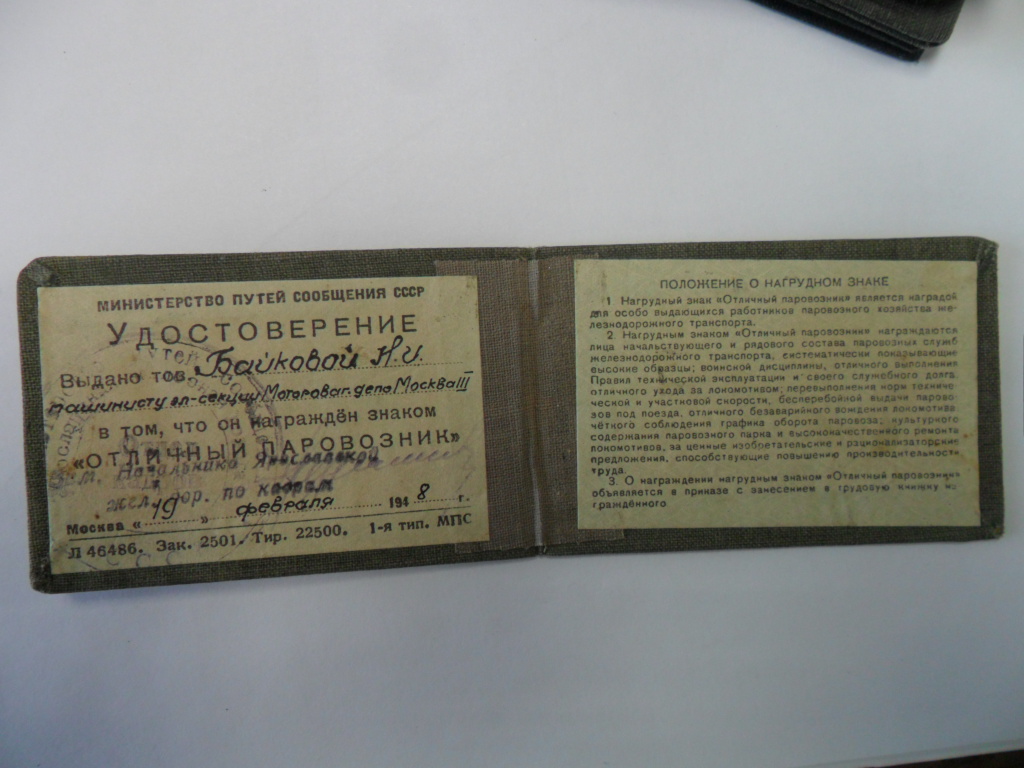 МИНИСТЕРСТВО ПУТЕЙ СООБЩЕНИЯ СССР
УДОСТОВЕРЕНИЕ
Выдано тов. Байковой Н.И.
машинисту эл-секции Моторваг. депо Москва III
в том, что он награждён знаком
«ОТЛИЧНЫЙ ПАРОВОЗНИК»
Зам. Начальника Ярославской
жел. дор. по кадрам
Москва « 19 » февраля 1948 г.
Л 46486. Зак. 2501. Тир. 22500. 1-я тип. МПС
ПОЛОЖЕНИЕ О НАГРУДНОМ ЗНАКЕ
1 Нагрудный знак «Отличный паровозник» является наградой
для особо выдающихся работников паровозного хозяйства же-
лезнодорожного транспорта.
2. Нагрудным знаком «Отличный паровозник» награждаются
лица начальствующего и рядового состава паровозных служб
железнодорожного транспорта, систематически показывающие
высокие образцы; воинской дисциплины, отличного выполнения
Правил технической эксплуатации и своего служебного долга,
отличного ухода за локомотивом; перевыполнения норм техниче-
ческой и участковой скорости, бесперебойной выдачи парово-
зов под поезда, отличного безаварийного вождения локомотива,
чёткого соблюдения графика оборота паровоза; культурного
содержания паровозного парка и высококачественного ремонта
локомотивов, за ценные изобретательские и рационализаторские
предложения, способствующие повышению производительности
труда.
3. О награждении нагрудным знаком «Отличный паровозник»
объявляется в приказе с занесением в трудовую книжку на-
граждённого.